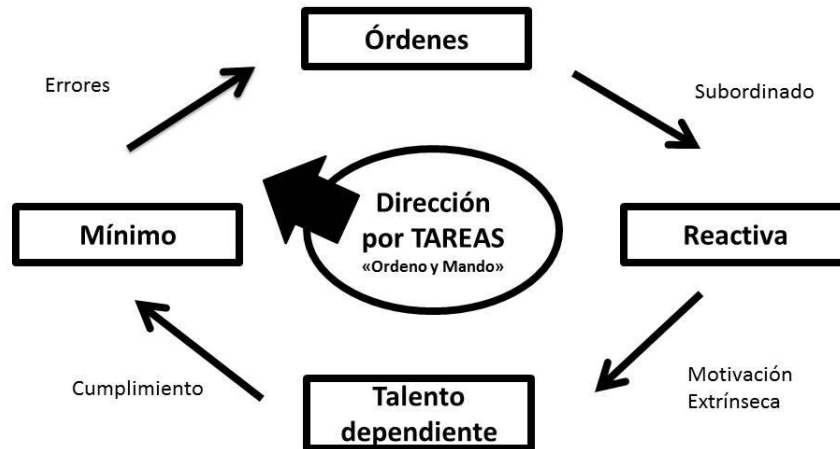 Órdenes
Errores
Subordinado
Dirección
por TAREAS
«Ordeno y Mando»
Mínimo
Reactiva
Cumplimiento
Talento
dependiente
Motivación
Extrínseca